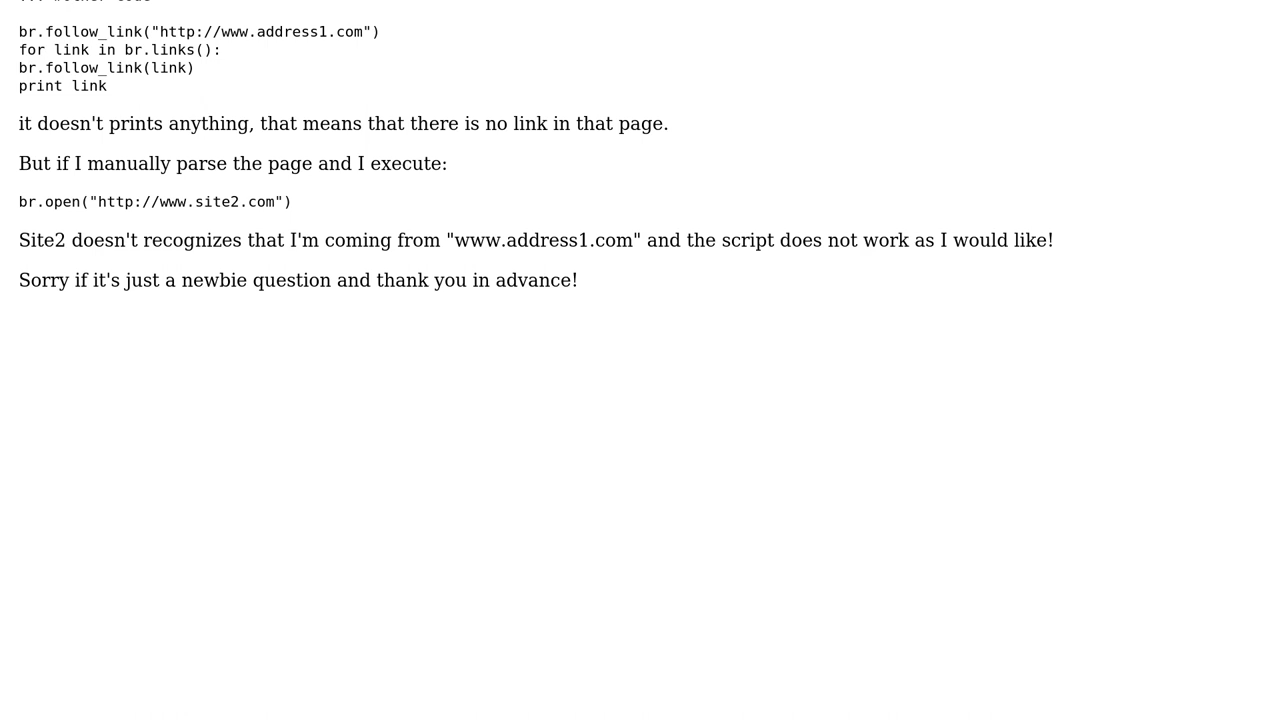 br.follow_link("http://www.address1.com")
for link in br.links():
br.follow_link(link)
print link
it doesn't prints anything, that means that there is no link in that page.
But if I manually parse the page and I execute:
br.open("http://www.site2.com")
Site2 doesn't recognizes that I'm coming from "www.address1.com" and the script does not work as I would like!
Sorry if it's just a newbie question and thank you in advance!